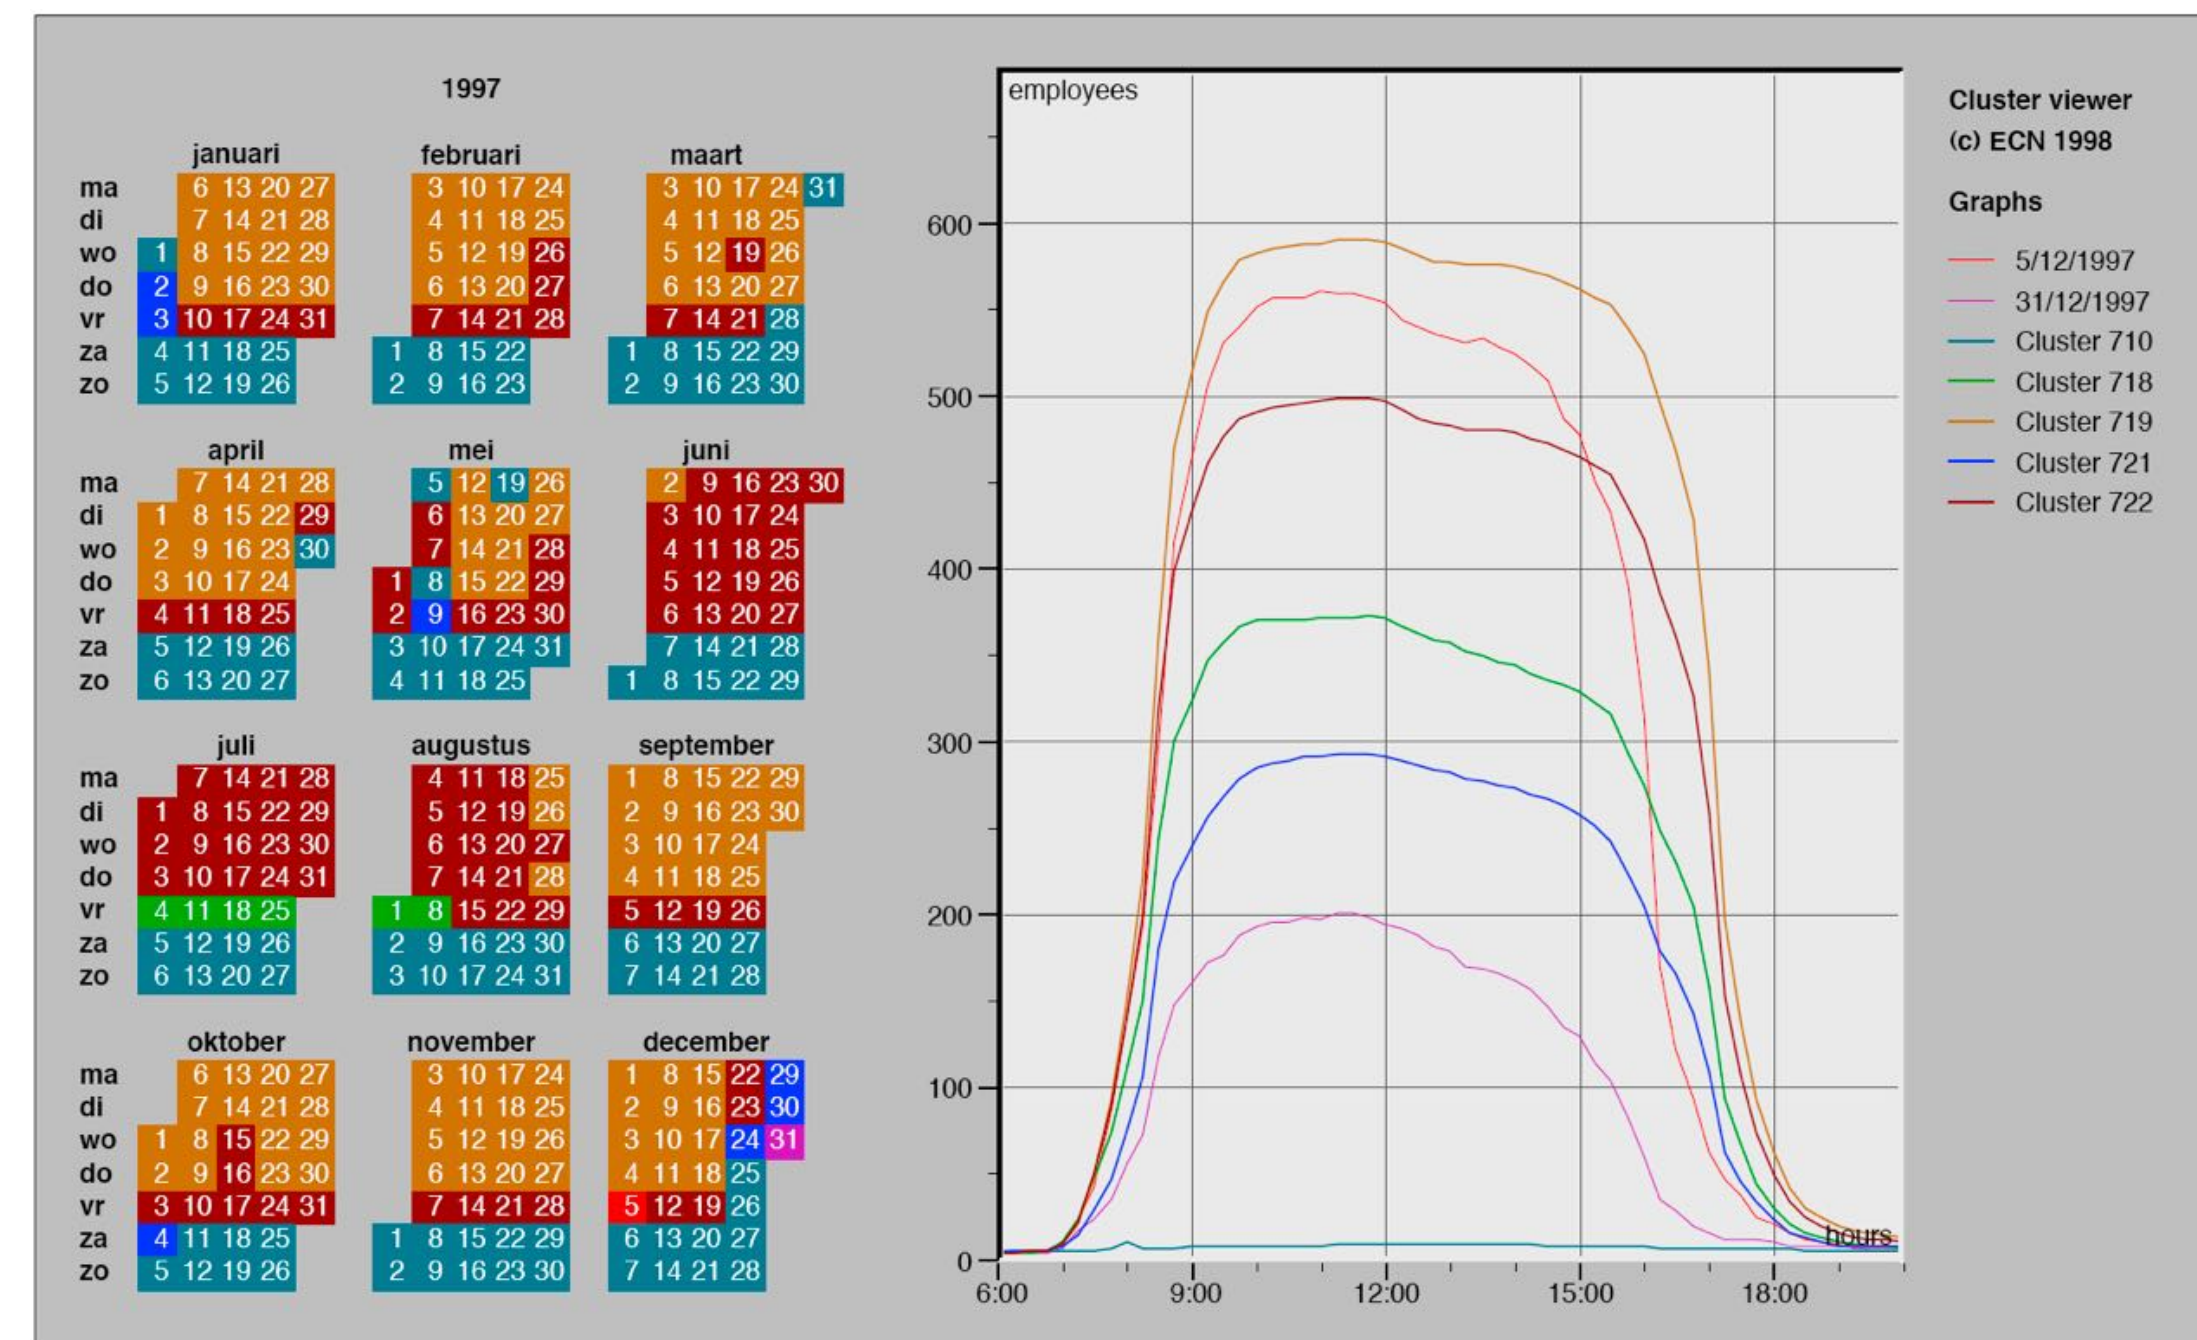 1997
januari februari maart
ma 6 13 20 27 3 10 17 24 3 10 17 24 31
di 7 14 21 28 4 11 18 25 4 11 18 25
wo 1 8 15 22 29 5 12 19 26 5 12 19 26
do 2 9 16 23 30 6 13 20 27 6 13 20 27
vr 3 10 17 24 31 7 14 21 28 7 14 21 28
za 4 11 18 25 1 8 15 22 1 8 15 22 29
zo 5 12 19 26 2 9 16 23 2 9 16 23 30
april mei juni
ma 7 14 21 28 5 12 19 26 2 9 16 23 30
di 1 8 15 22 29 6 13 20 27 3 10 17 24
wo 2 9 16 23 30 7 14 21 28 4 11 18 25
do 3 10 17 24 1 8 15 22 29 5 12 19 26
vr 4 11 18 25 2 9 16 23 30 6 13 20 27
za 5 12 19 26 3 10 17 24 31 7 14 21 28
zo 6 13 20 27 4 11 18 25 1 8 15 22 29
juli augustus september
ma 7 14 21 28 4 11 18 25 1 8 15 22 29
di 1 8 15 22 29 5 12 19 26 2 9 16 23 30
wo 2 9 16 23 30 6 13 20 27 3 10 17 24
do 3 10 17 24 31 7 14 21 28 4 11 18 25
vr 4 11 18 25 1 8 15 22 29 5 12 19 26
za 5 12 19 26 2 9 16 23 30 6 13 20 27
zo 6 13 20 27 3 10 17 24 31 7 14 21 28
oktober november december
ma 6 13 20 27 3 10 17 24 1 8 15 22 29
di 7 14 21 28 4 11 18 25 2 9 16 23 30
wo 1 8 15 22 29 5 12 19 26 3 10 17 24 31
do 2 9 16 23 30 6 13 20 27 4 11 18 25
vr 3 10 17 24 31 7 14 21 28 5 12 19 26
za 4 11 18 25 1 8 15 22 29 6 13 20 27
zo 5 12 19 26 2 9 16 23 30 7 14 21 28
employees
600
500
400
300
200
100
0
hours
6:00 9:00 12:00 15:00 18:00
Cluster viewer
(c) ECN 1998
Graphs
5/12/1997
31/12/1997
Cluster 710
Cluster 718
Cluster 719
Cluster 721
Cluster 722